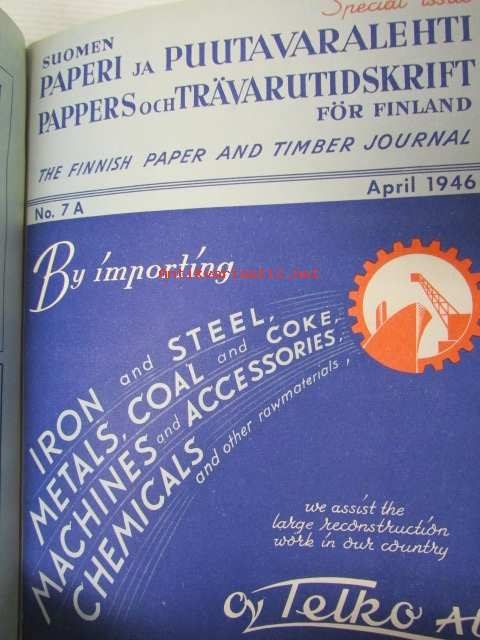 Special issue
SUOMEN
PAPERI JA PUUTAVARALEHTI
PAPPERS OCH TRÄVARUTIDSKRIFT
FÖR FINLAND
THE FINNISH PAPER AND TIMBER JOURNAL
No. 7 A
April 1946
By importing
IRON and STEEL,
METALS, COAL and COKE,
MACHINES and ACCESSORIES,
CHEMICALS and other rawmaterials,
we assist the
large reconstruction
work in our country
Oy Telko Ab